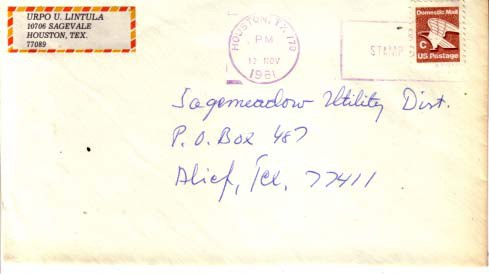 URPO U. LINTULA
10706 SAGEVALE
HOUSTON, TEX.
77089
HOUSTON, TX. 770
PM
12 NOV
1981
STAMP
Domestic Mail
C
US Postage
Sagemeadow Utility Dist.
P. O. Box 487
Alief, Tex. 77411